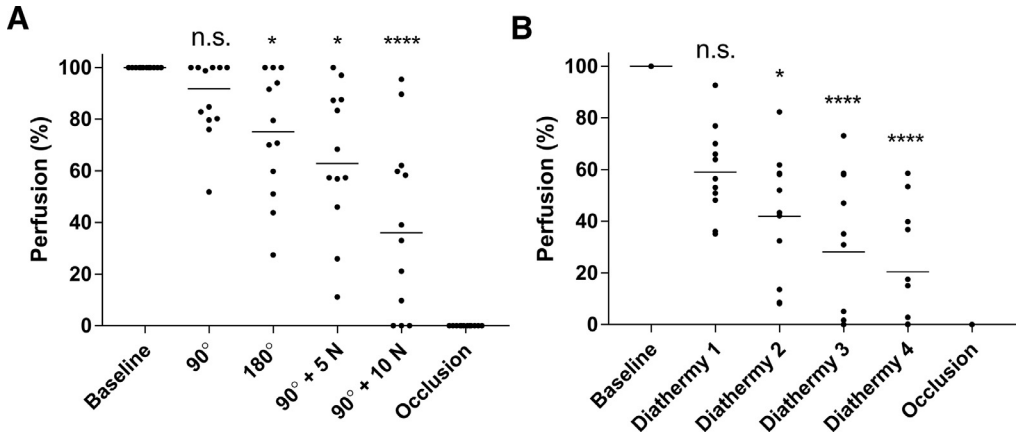 A
n.s.
*
*
****
100
80
60
40
20
0
Perfusion (%)
Baseline
90°
180°
90° + 5 N
90° + 10 N
Occlusion
B
n.s.
*
****
****
100
80
60
40
20
0
Perfusion (%)
Baseline
Diathermy 1
Diathermy 2
Diathermy 3
Diathermy 4
Occlusion